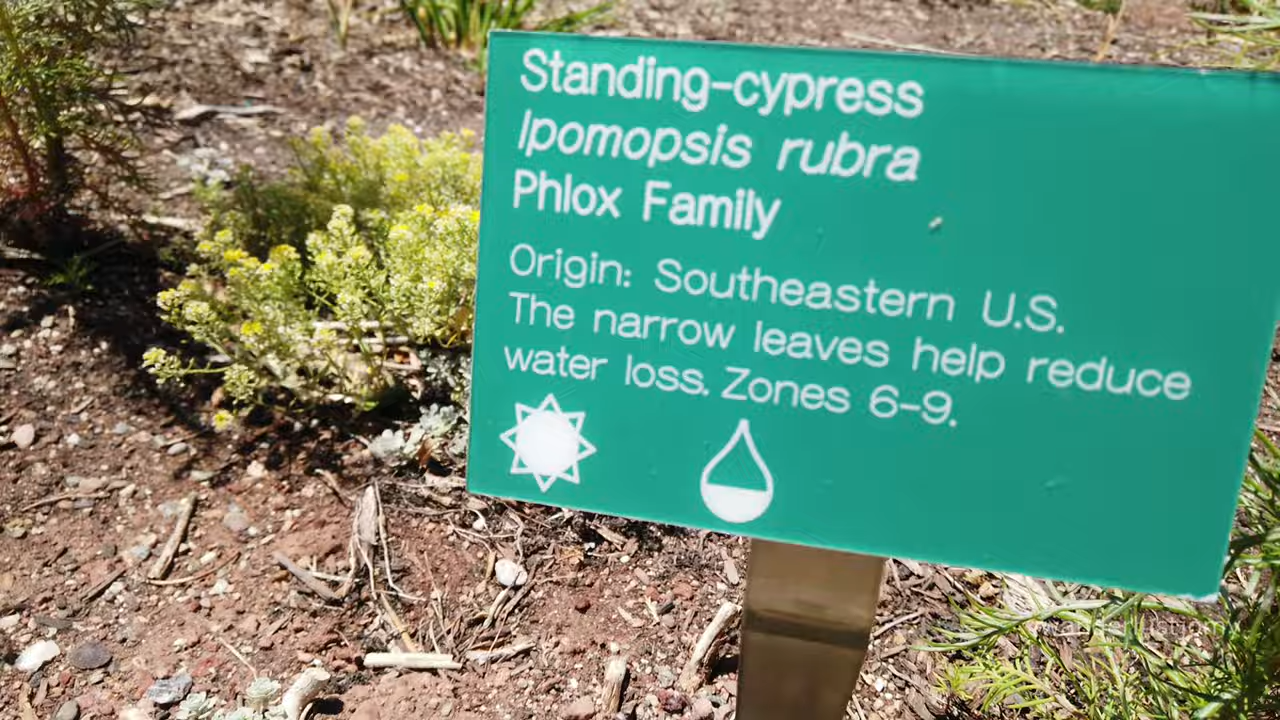 Standing-cypress
Ipomopsis rubra
Phlox Family
Origin: Southeastern U.S.
The narrow leaves help reduce
water loss. Zones 6-9.